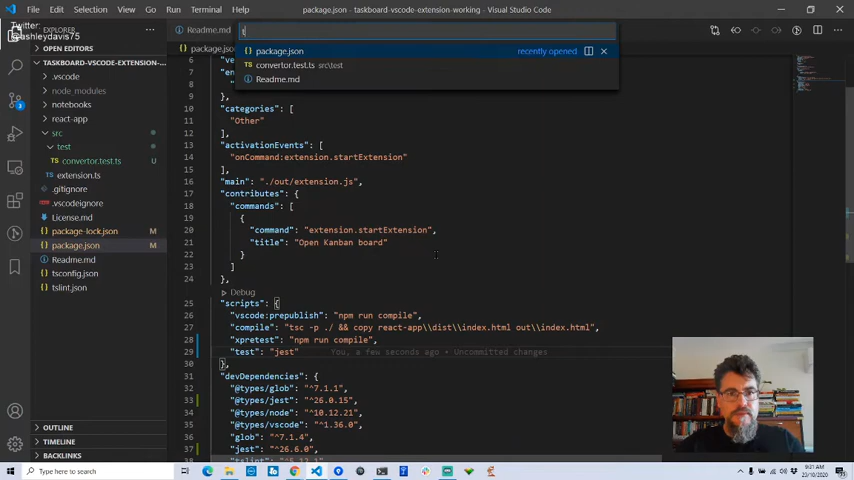 File Edit Selection View Go Run Terminal Help
package.json - taskboard-vscode-extension-working - Visual Studio Code
Twitter:
@ashleydavis75
EXPLORER
OPEN EDITORS
TASKBOARD-VSCODE-EXTENSION-...
.vscode
node_modules
notebooks
react-app
src
test
convertor.test.ts U
extension.ts
.gitignore
.vscodeignore
License.md
package-lock.json
package.json
Readme.md
tsconfig.json
tslint.json
OUTLINE
TIMELINE
BACKLINKS
Readme.md
package.json
t
package.json recently opened
convertor.test.ts src\test
Readme.md
6 "ve
7 "en
8 "
9 },
10 "categories": [
11 "Other"
12 ],
13 "activationEvents": [
14 "onCommand:extension.startExtension"
15 ],
16 "main": "./out/extension.js",
17 "contributes": {
18 "commands": [
19 {
20 "command": "extension.startExtension",
21 "title": "Open Kanban board"
22 }
23 ]
24 },
Debug
25 "scripts": {
26 "vscode:prepublish": "npm run compile",
27 "compile": "tsc -p ./ && copy react-app\\dist\\index.html out\\index.html",
28 "xpretest": "npm run compile",
29 "test": "jest" You, a few seconds ago • Uncommitted changes
30 },
31 "devDependencies": {
32 "@types/glob": "^7.1.1",
33 "@types/jest": "^26.0.15",
34 "@types/node": "^10.12.21",
35 "@types/vscode": "^1.36.0",
36 "glob": "^7.1.4",
37 "jest": "^26.6.0",
Type here to search
9:31 AM
23/10/2020